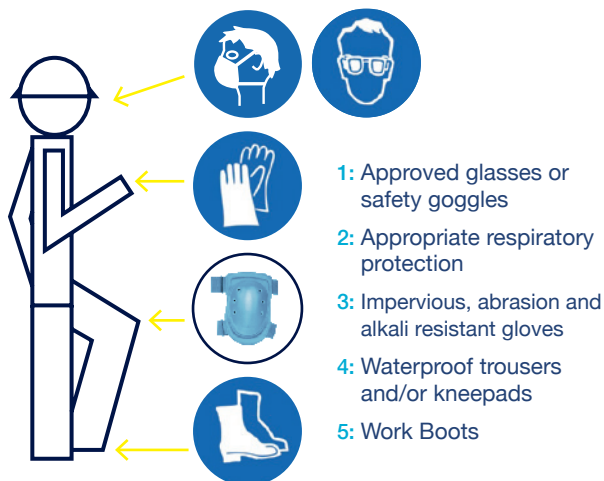 1: Approved glasses or
safety goggles
2: Appropriate respiratory
protection
3: Impervious, abrasion and
alkali resistant gloves
4: Waterproof trousers
and/or kneepads
5: Work Boots